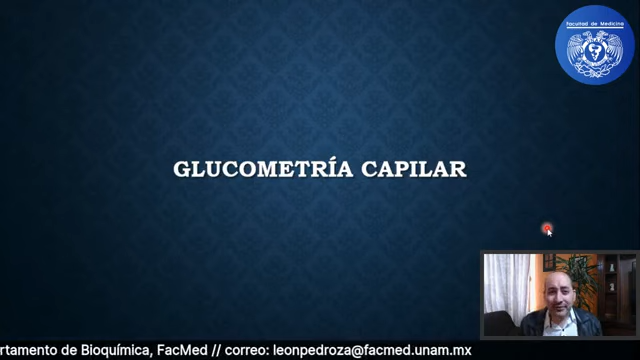 Facultad de Medicina
GLUCOMETRÍA CAPILAR
rtamento de Bioquímica, FacMed // correo: leonpedroza@facmed.unam.mx